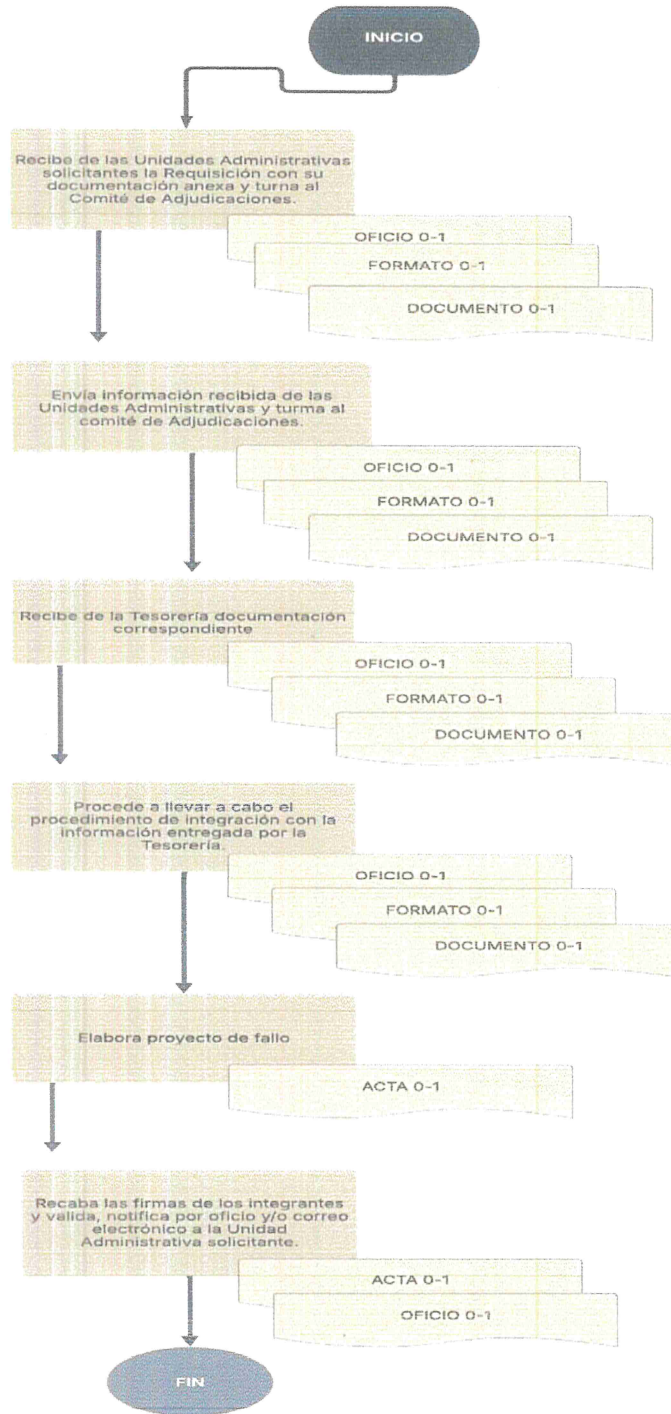 INICIO
Recibe de las Unidades Administrativas
solicitantes la Requisición con su
documentación anexa y turna al
Comité de Adjudicaciones.
OFICIO 0-1
FORMATO 0-1
DOCUMENTO 0-1
Envía información recibida de las
Unidades Administrativas y turma al
comité de Adjudicaciones.
OFICIO 0-1
FORMATO 0-1
DOCUMENTO 0-1
Recibe de la Tesorería documentación
correspondiente
OFICIO 0-1
FORMATO 0-1
DOCUMENTO 0-1
Procede a llevar a cabo el
procedimiento de integración con la
información entregada por la
Tesorería.
OFICIO 0-1
FORMATO 0-1
DOCUMENTO 0-1
Elabora proyecto de fallo
ACTA 0-1
Recaba las firmas de los integrantes
y valida, notifica por oficio y/o correo
electrónico a la Unidad
Administrativa solicitante.
ACTA 0-1
OFICIO 0-1
FIN